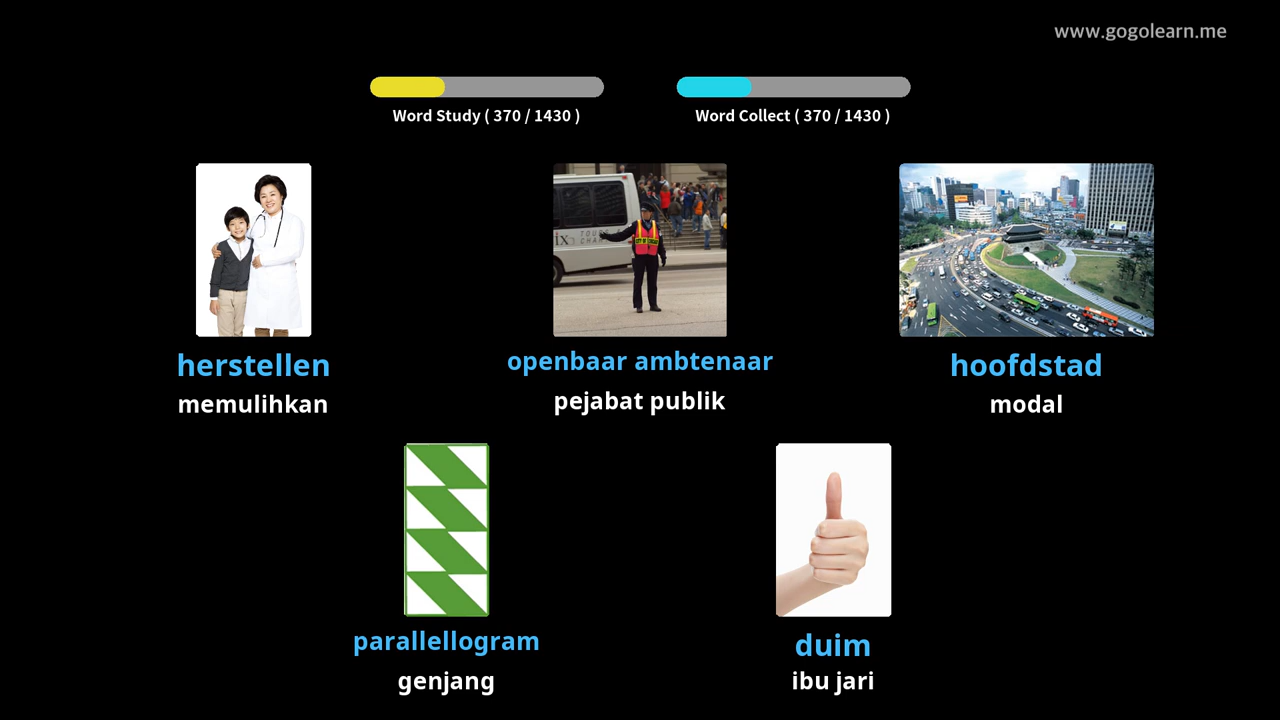 www.gogolearn.me
Word Study ( 370 / 1430 )
Word Collect ( 370 / 1430 )
herstellen
memulihkan
openbaar ambtenaar
pejabat publik
hoofdstad
modal
parallellogram
genjang
duim
ibu jari